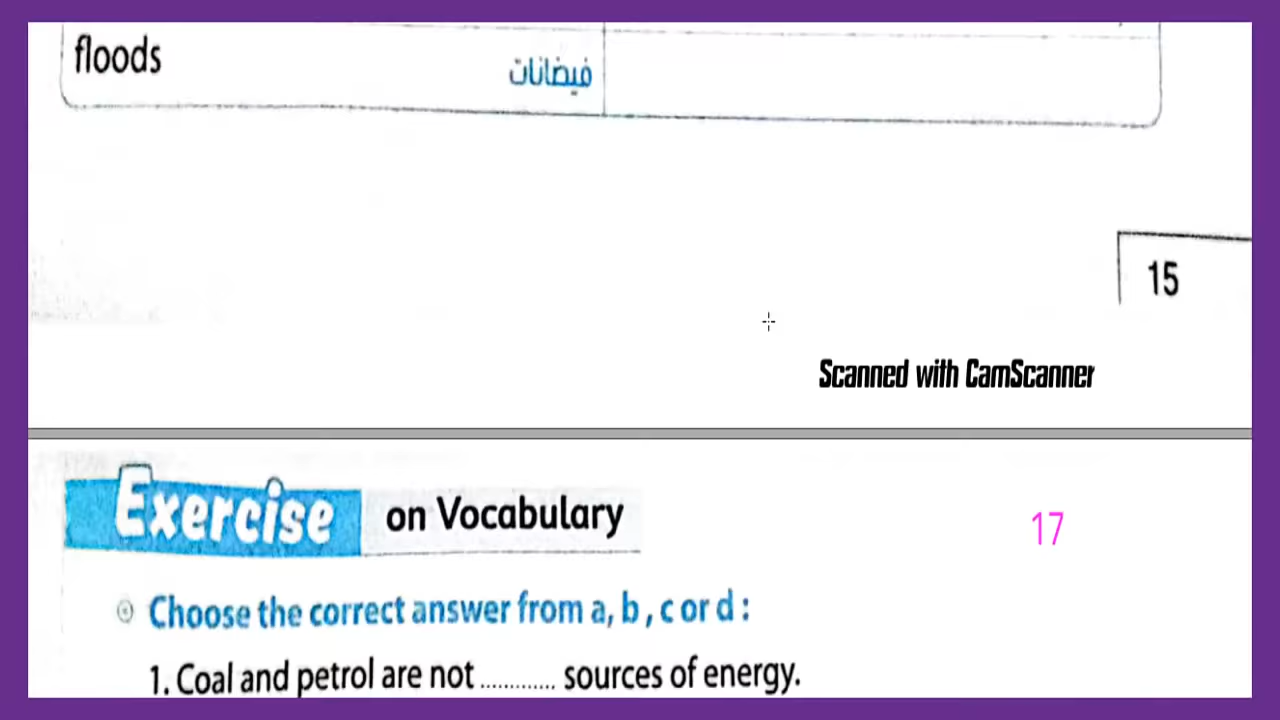 floods
فيضانات
15
Scanned with CamScanner
Exercise on Vocabulary
17
Choose the correct answer from a, b , c or d :
1. Coal and petrol are not ............ sources of energy.